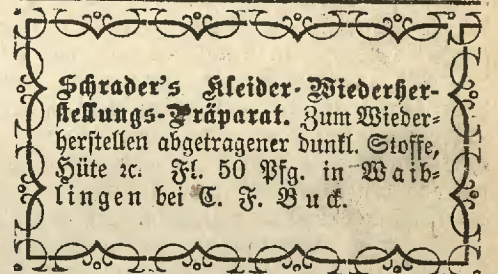 Schrader's Kleider-Wiederher-
stellungs-Präparat. Zum Wieder-
herstellen abgetragener dunkl. Stoffe,
Hüte ꝛc. Fl. 50 Pfg. in Waib-
lingen bei C. F. Buck.